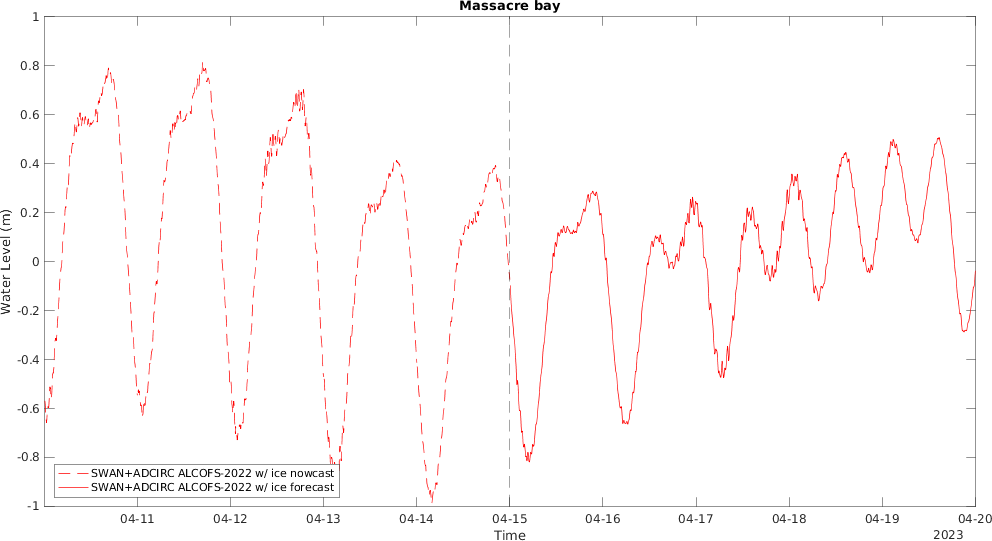 Massacre bay
1
0.8
0.6
0.4
0.2
0
-0.2
-0.4
-0.6
-0.8
-1
Water Level (m)
SWAN+ADCIRC ALCOFS-2022 w/ ice nowcast
SWAN+ADCIRC ALCOFS-2022 w/ ice forecast
04-11 04-12 04-13 04-14 04-15 04-16 04-17 04-18 04-19 04-20
Time
2023